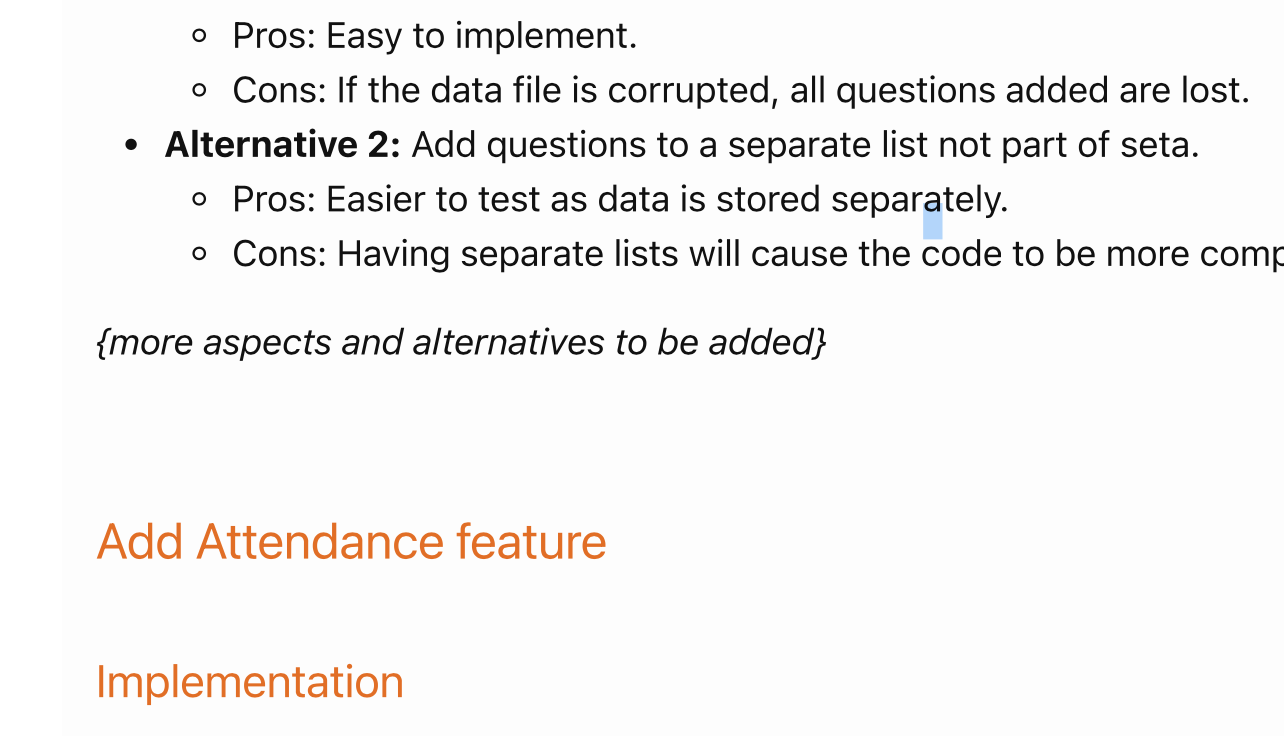 Pros: Easy to implement.
Cons: If the data file is corrupted, all questions added are lost.
Alternative 2: Add questions to a separate list not part of seta.
Pros: Easier to test as data is stored separately.
Cons: Having separate lists will cause the code to be more
{more aspects and alternatives to be added}
Add Attendance feature
Implementation